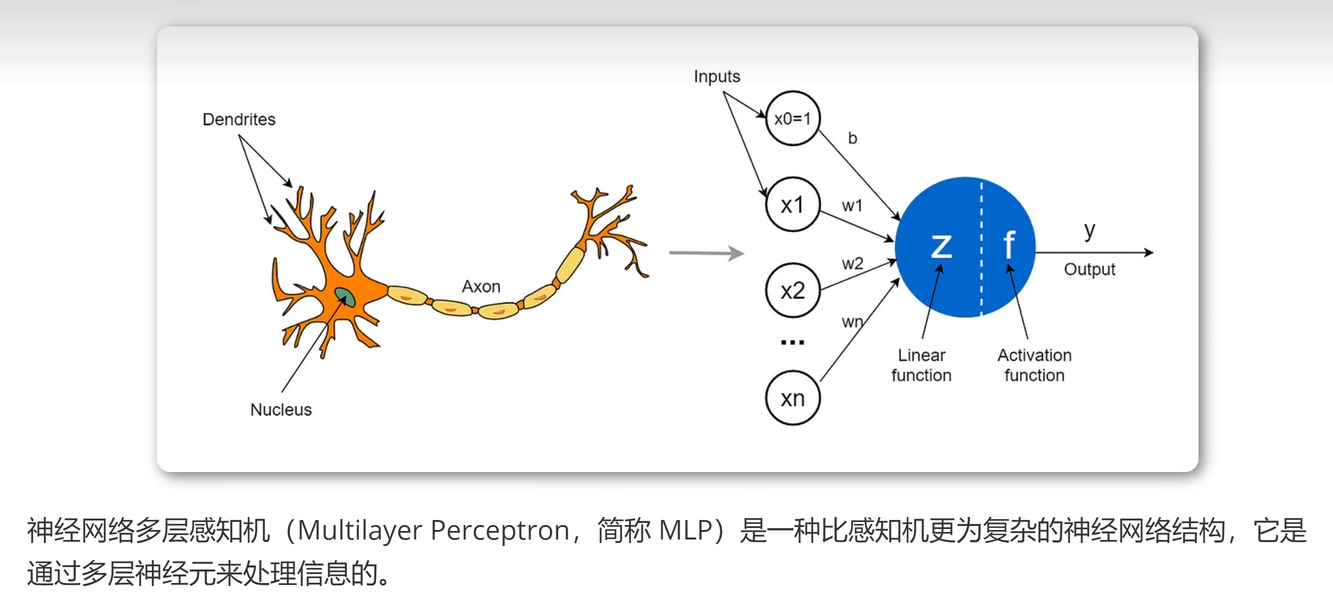 Inputs
Dendrites
x0=1
b
x1
w1
w2
x2
wn
...
xn
z
f
y
Output
Axon
Linear
function
Activation
function
Nucleus
神经网络多层感知机（Multilayer Perceptron，简称 MLP）是一种比感知机更为复杂的神经网络结构，它是
通过多层神经元来处理信息的。